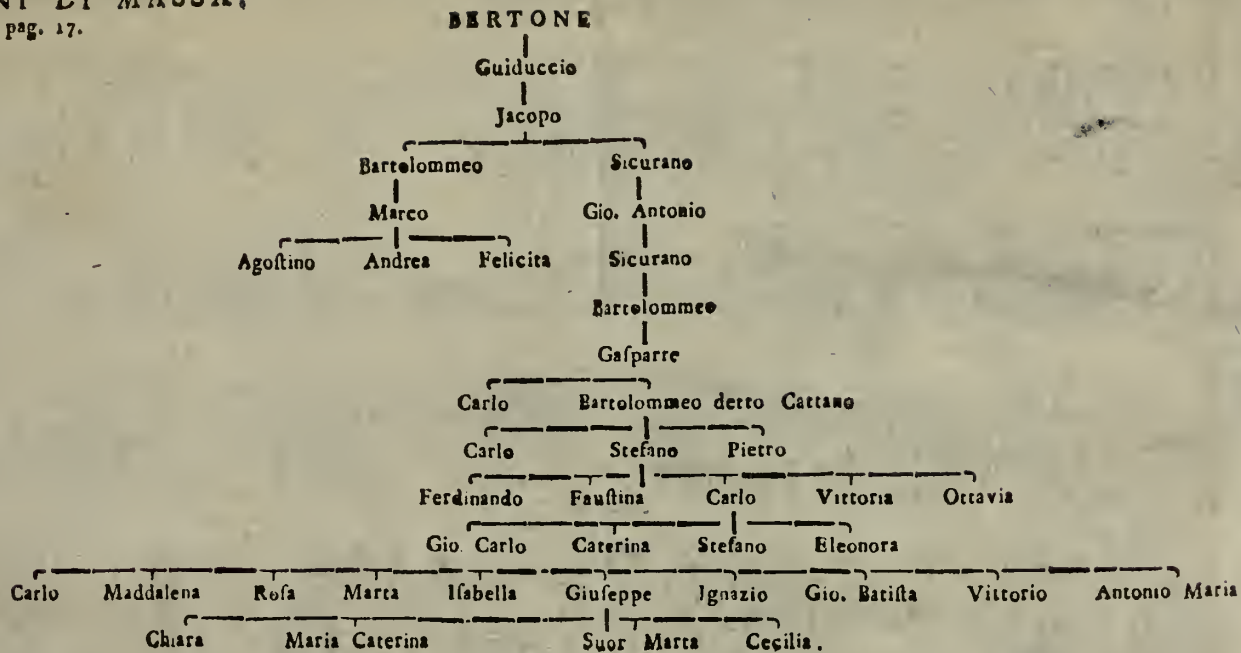 DI MASSA.
pag. 17.
BERTONE
Guiduccio
Jacopo
Bartolommeo Sicurano
Marco Gio. Antonio
Agoſtino Andrea Felicita Sicurano
Bartolommeo
Gaſparre
Carlo Bartolommeo detto Cattano
Carlo Stefano Pietro
Ferdinando Fauſtina Carlo Vittoria Ottavia
Gio. Carlo Caterina Stefano Eleonora
Carlo Maddalena Roſa Marta Iſabella Giuſeppe Ignazio Gio. Batiſta Vittorio Antonio Maria
Chiara Maria Caterina Suor Marta Cecilia.